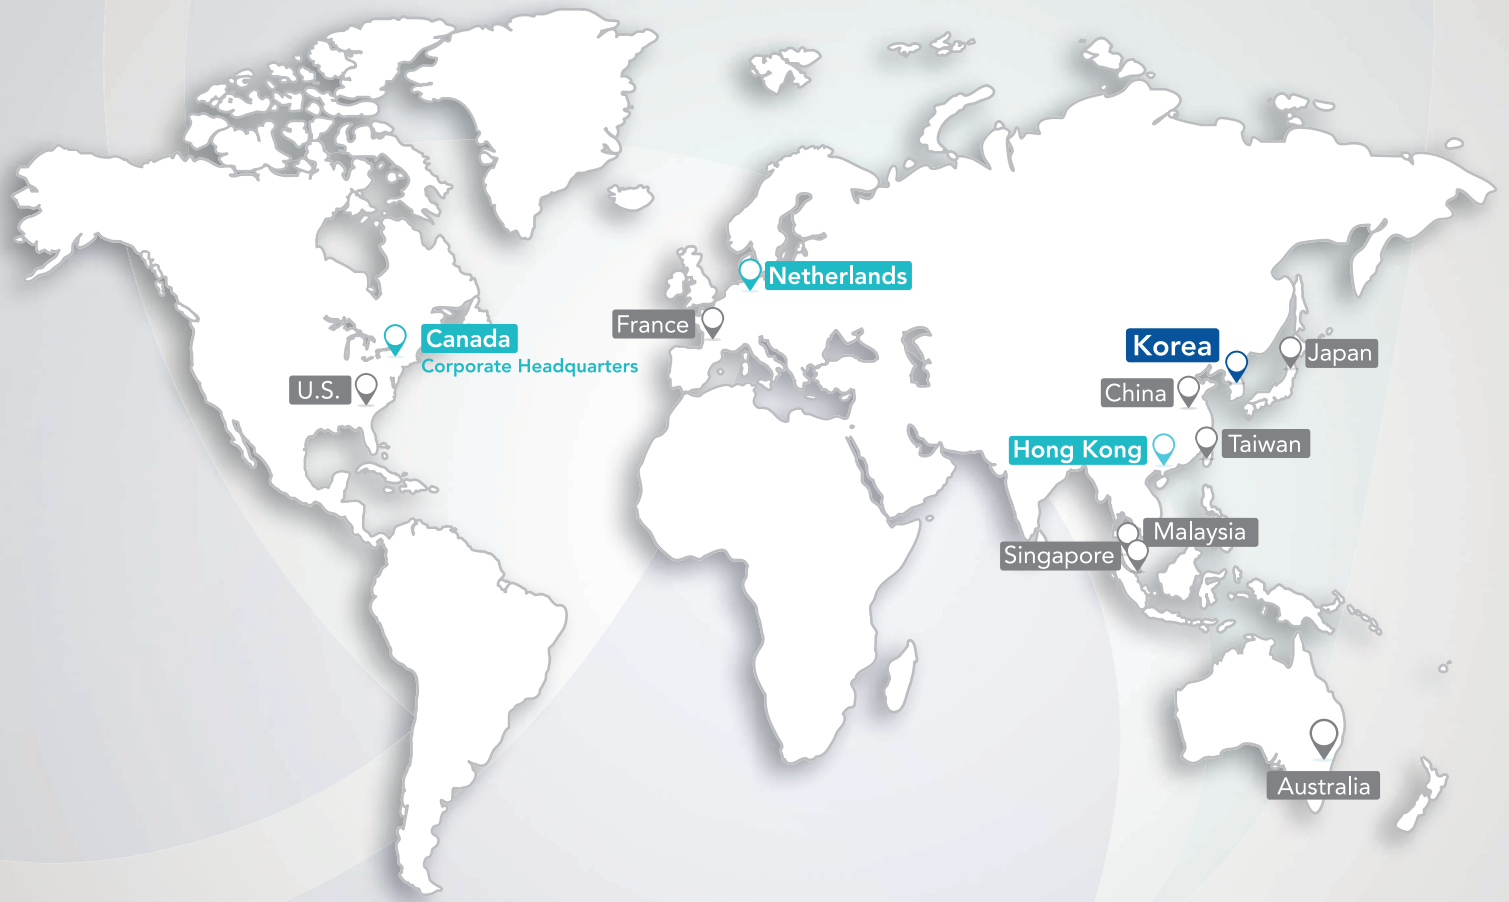 Netherlands
France
Canada
Corporate Headquarters
Korea
Japan
U.S.
China
Taiwan
Hong Kong
Malaysia
Singapore
Australia